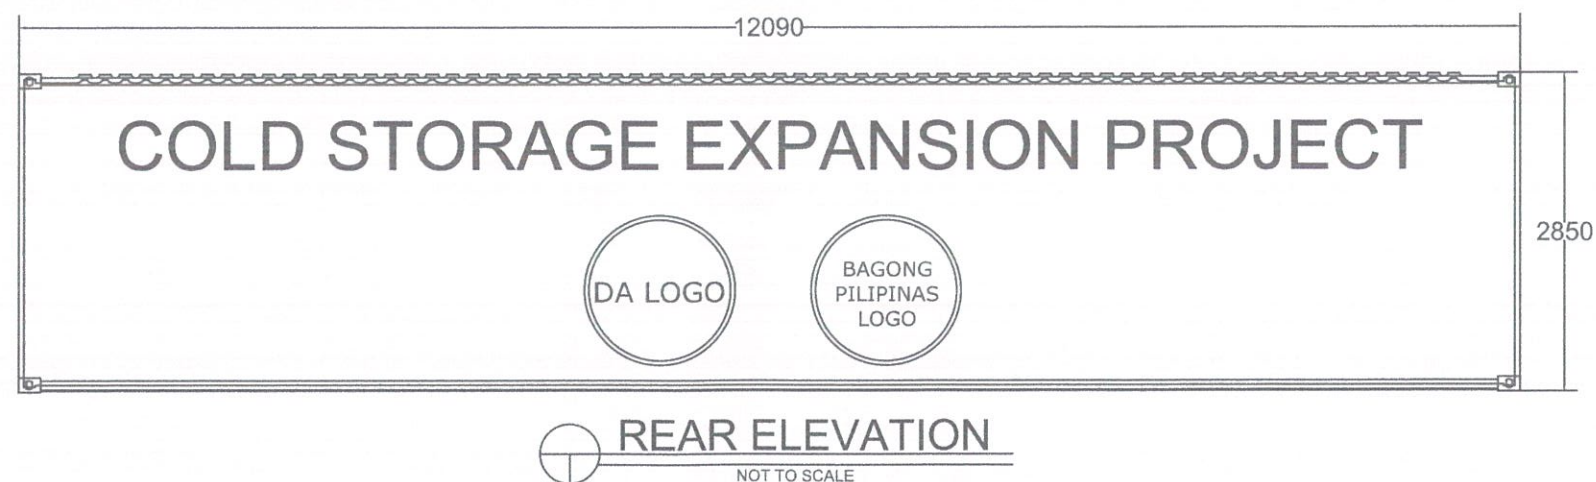 12090
COLD STORAGE EXPANSION PROJECT
2850
DA LOGO
BAGONG
PILIPINAS
LOGO
REAR ELEVATION
NOT TO SCALE